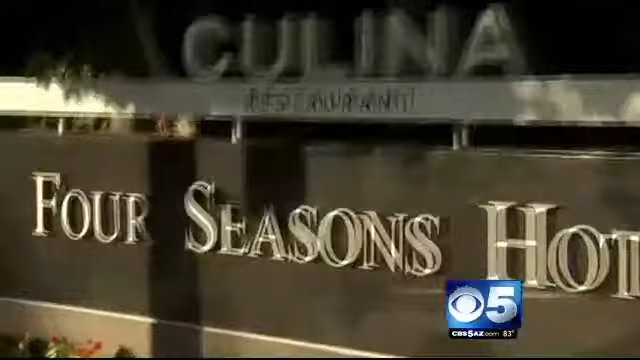 CULINA
RESTAURANT
FOUR SEASONS HOT
5
CBS5AZ.com 83°